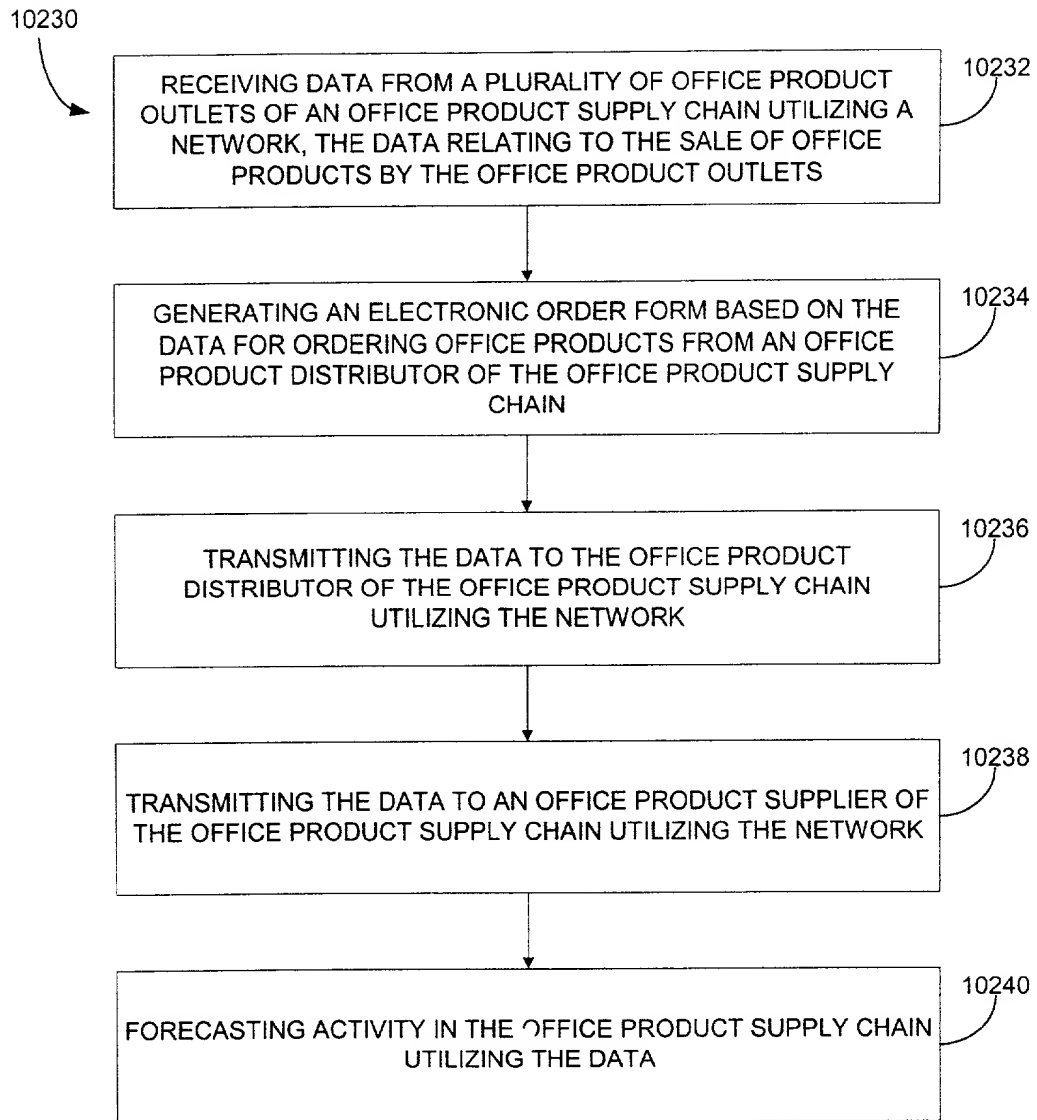 10230
RECEIVING DATA FROM A PLURALITY OF OFFICE PRODUCT
OUTLETS OF AN OFFICE PRODUCT SUPPLY CHAIN UTILIZING A
NETWORK, THE DATA RELATING TO THE SALE OF OFFICE
PRODUCTS BY THE OFFICE PRODUCT OUTLETS
10232
GENERATING AN ELECTRONIC ORDER FORM BASED ON THE
DATA FOR ORDERING OFFICE PRODUCTS FROM AN OFFICE
PRODUCT DISTRIBUTOR OF THE OFFICE PRODUCT SUPPLY
CHAIN
10234
TRANSMITTING THE DATA TO THE OFFICE PRODUCT
DISTRIBUTOR OF THE OFFICE PRODUCT SUPPLY CHAIN
UTILIZING THE NETWORK
10236
TRANSMITTING THE DATA TO AN OFFICE PRODUCT SUPPLIER OF
THE OFFICE PRODUCT SUPPLY CHAIN UTILIZING THE NETWORK
10238
FORECASTING ACTIVITY IN THE OFFICE PRODUCT SUPPLY CHAIN
UTILIZING THE DATA
10240